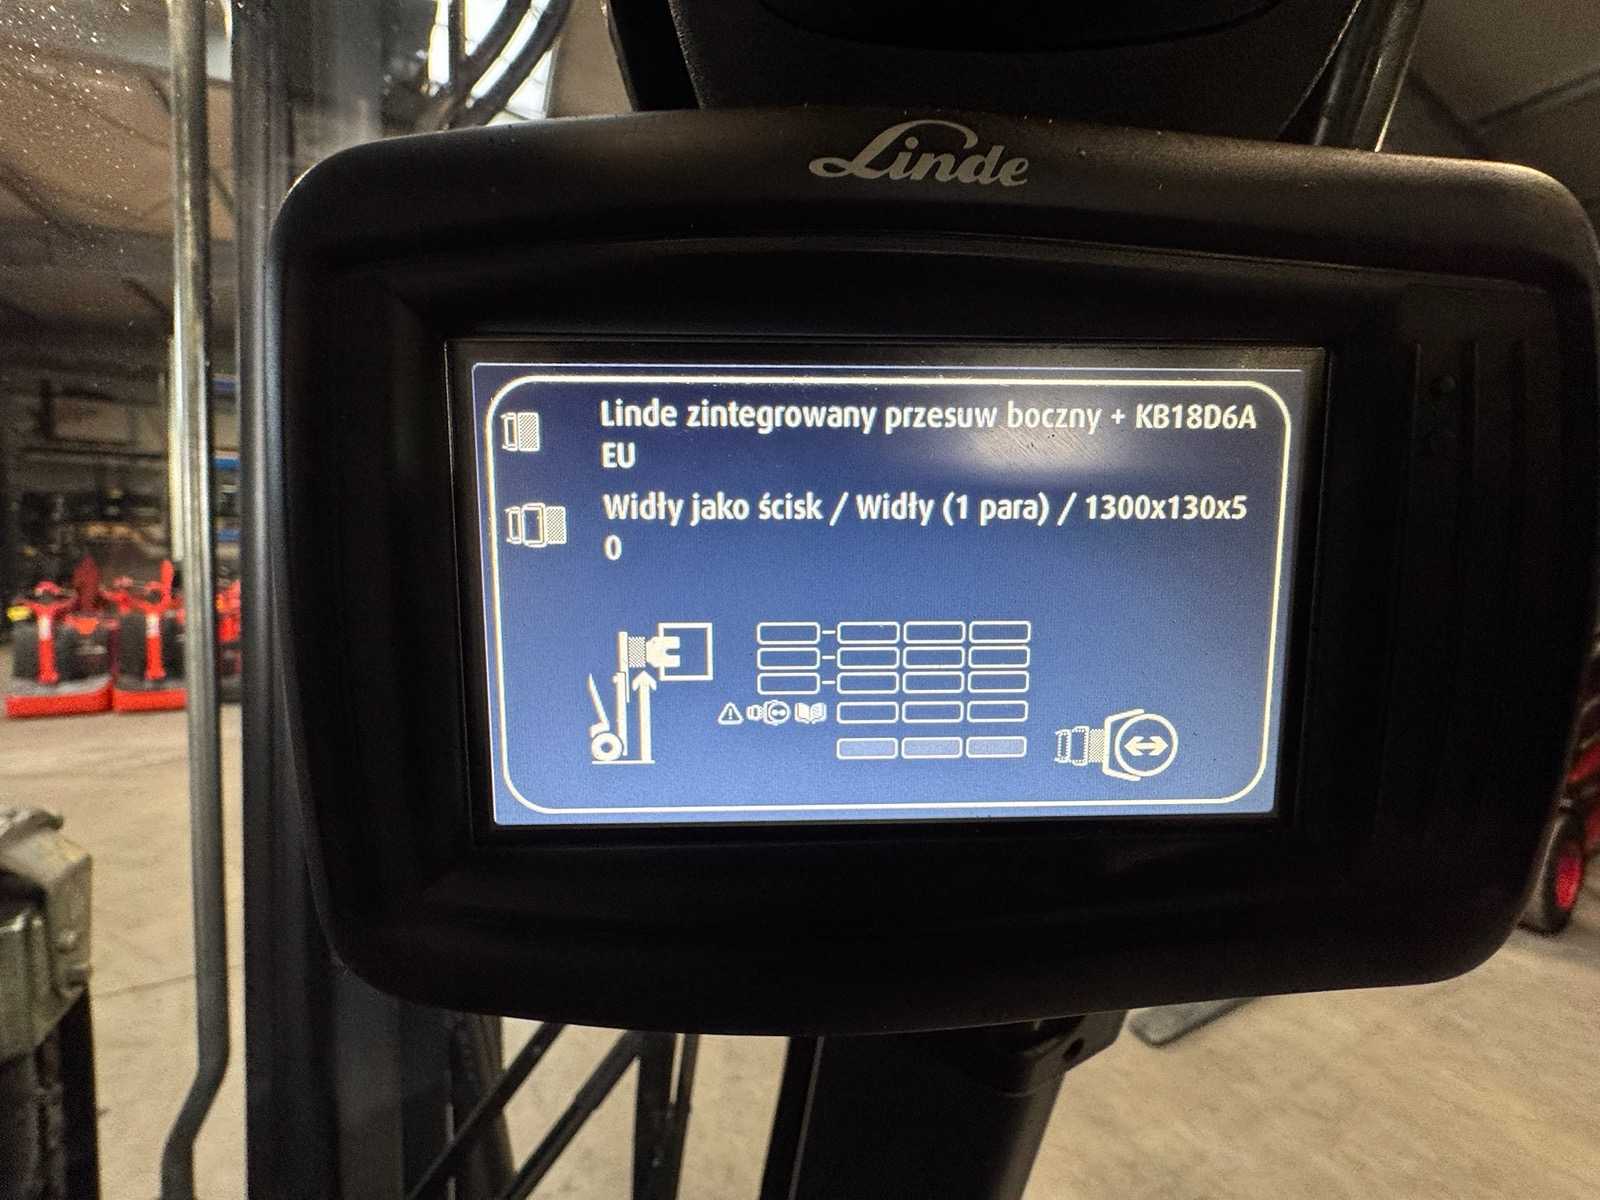 Linde
Linde zintegrowany przesuw boczny + KB18D6A
EU
Widły jako ścisk / Widły (1 para) / 1300x130x5
0